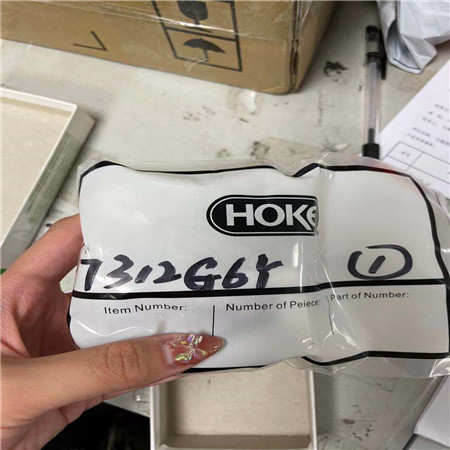 HOKE
7312G6Y ①
Item Number:
Number of Peiece:
Part of Number: